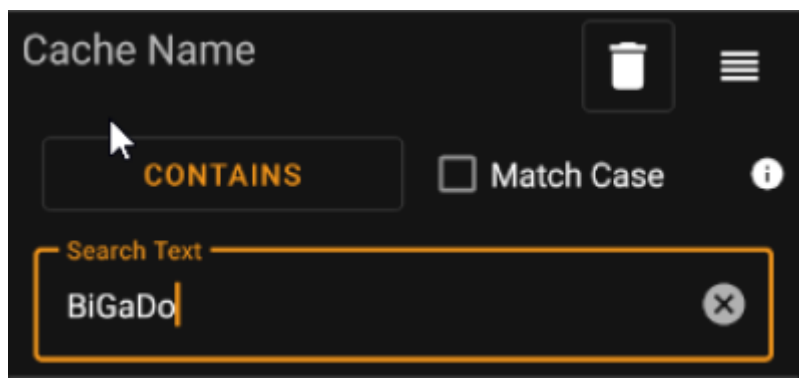 Cache Name
CONTAINS
Match Case
Search Text
BiGaDo